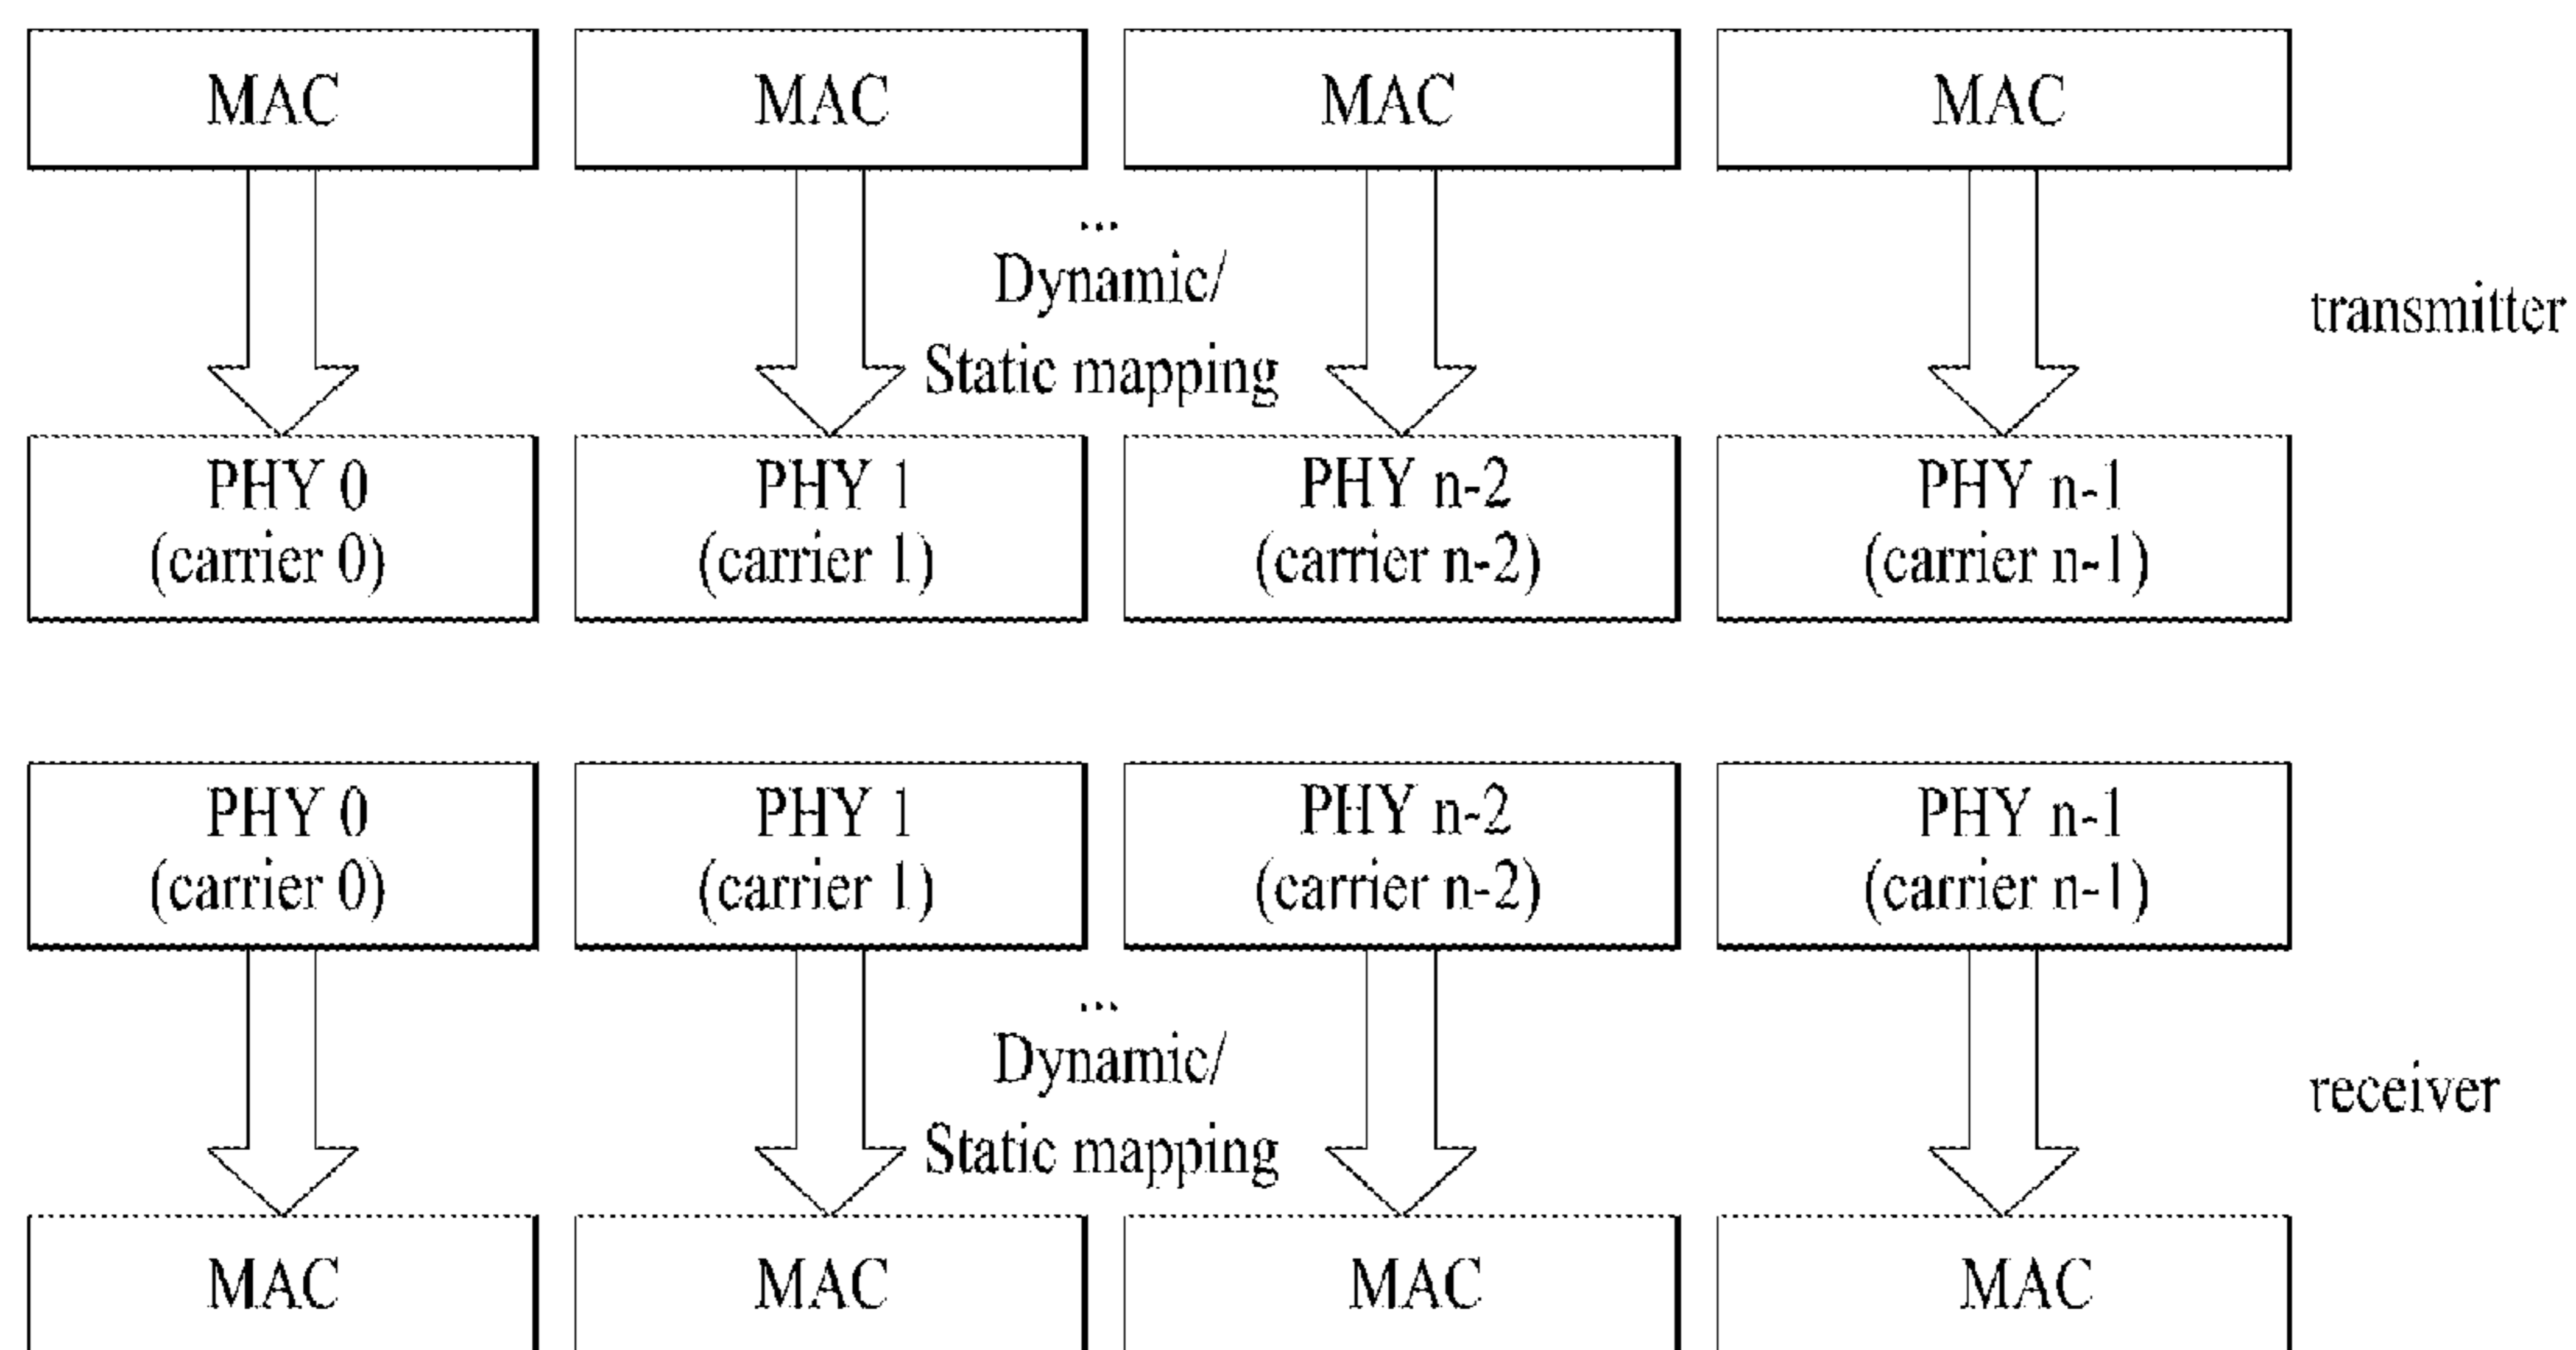 MAC
MAC
MAC
MAC
...
Dynamic/
Static mapping
transmitter
PHY 0
(carrier 0)
PHY 1
(carrier 1)
PHY n-2
(carrier n-2)
PHY n-1
(carrier n-1)
PHY 0
(carrier 0)
PHY 1
(carrier 1)
PHY n-2
(carrier n-2)
PHY n-1
(carrier n-1)
...
Dynamic/
Static mapping
receiver
MAC
MAC
MAC
MAC